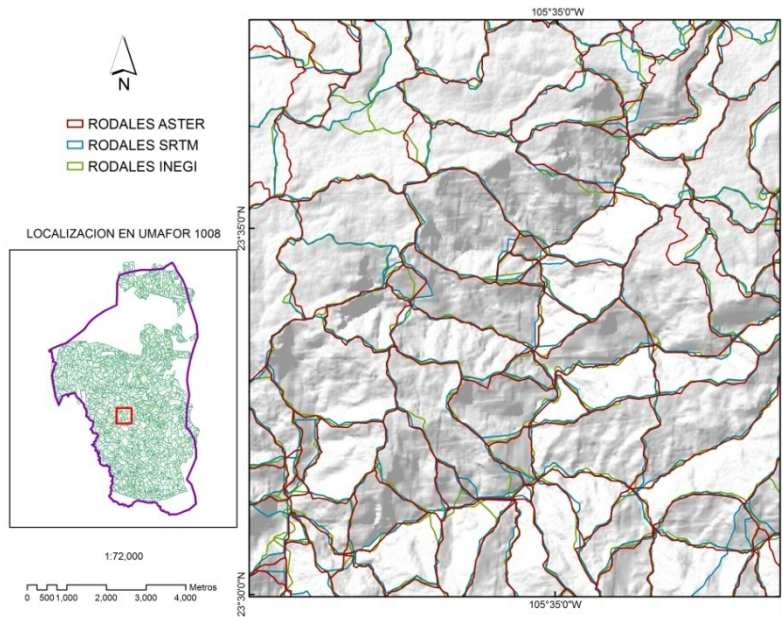 105°35'0"W
N
RODALES ASTER
RODALES SRTM
RODALES INEGI
LOCALIZACION EN UMAFOR 1008
23°35'0"N
1:72,000
Metros
0 500 1,000 2,000 3,000 4,000
23°30'0"N
105°35'0"W